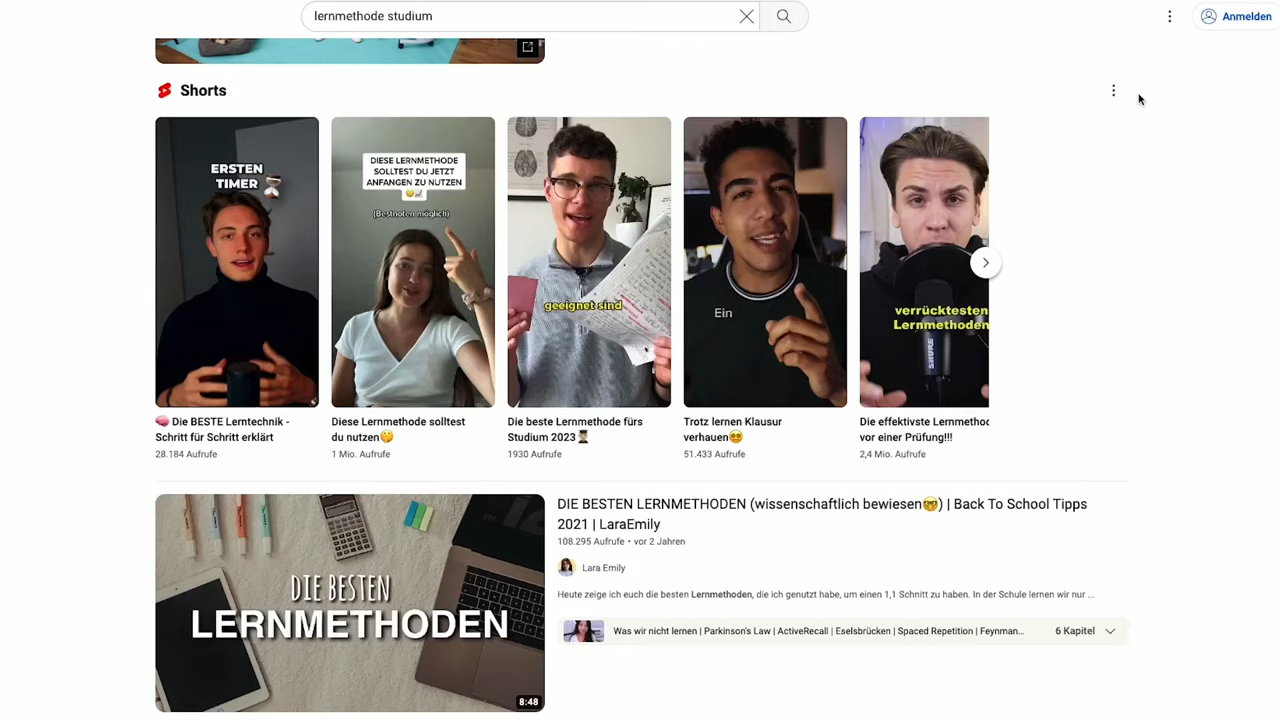 lernmethode studium
Anmelden
Shorts
ERSTEN
TIMER
DIESE LERNMETHODE
SOLLTEST DU JETZT
ANFANGEN ZU NUTZEN
(Bestnoten möglich)
geeignet sind
Ein
verrücktesten
Lernmethoden
SHURE
🧠 Die BESTE Lerntechnik -
Schritt für Schritt erklärt
28.184 Aufrufe
Diese Lernmethode solltest
du nutzen🤫
1 Mio. Aufrufe
Die beste Lernmethode fürs
Studium 2023👨🏻‍🎓
1930 Aufrufe
Trotz lernen Klausur
verhauen😵‍💫
51.433 Aufrufe
Die effektivste Lernmethod
vor einer Prüfung!!!
2,4 Mio. Aufrufe
DIE BESTEN
LERNMETHODEN
8:48
DIE BESTEN LERNMETHODEN (wissenschaftlich bewiesen🤓) | Back To School Tipps
2021 | LaraEmily
108.295 Aufrufe • vor 2 Jahren
Lara Emily
Heute zeige ich euch die besten Lernmethoden, die ich genutzt habe, um einen 1,1 Schnitt zu haben. In der Schule lernen wir nur ...
Was wir nicht lernen | Parkinson's Law | ActiveRecall | Eselsbrücken | Spaced Repetition | Feynman...
6 Kapitel